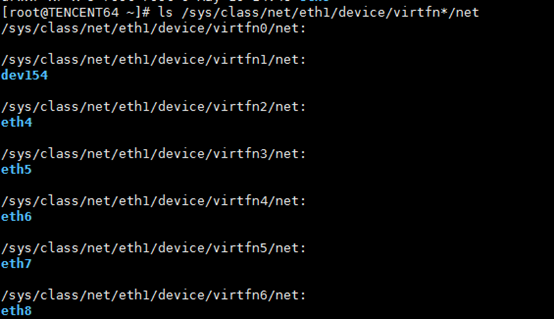 [root@TENCENT64 ~]# ls /sys/class/net/eth1/device/virtfn*/net
/sys/class/net/eth1/device/virtfn0/net:
/sys/class/net/eth1/device/virtfn1/net:
dev154
/sys/class/net/eth1/device/virtfn2/net:
eth4
/sys/class/net/eth1/device/virtfn3/net:
eth5
/sys/class/net/eth1/device/virtfn4/net:
eth6
/sys/class/net/eth1/device/virtfn5/net:
eth7
/sys/class/net/eth1/device/virtfn6/net:
eth8